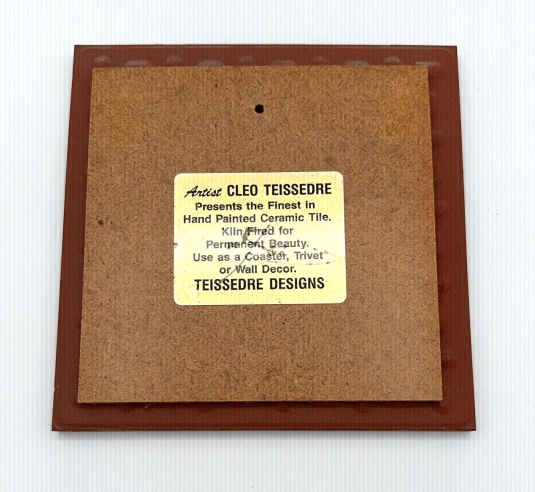 Artist CLEO TEISSEDRE
Presents the Finest in
Hand Painted Ceramic Tile.
Kiln Fired for
Permanent Beauty.
Use as a Coaster, Trivet
or Wall Decor.
TEISSEDRE DESIGNS